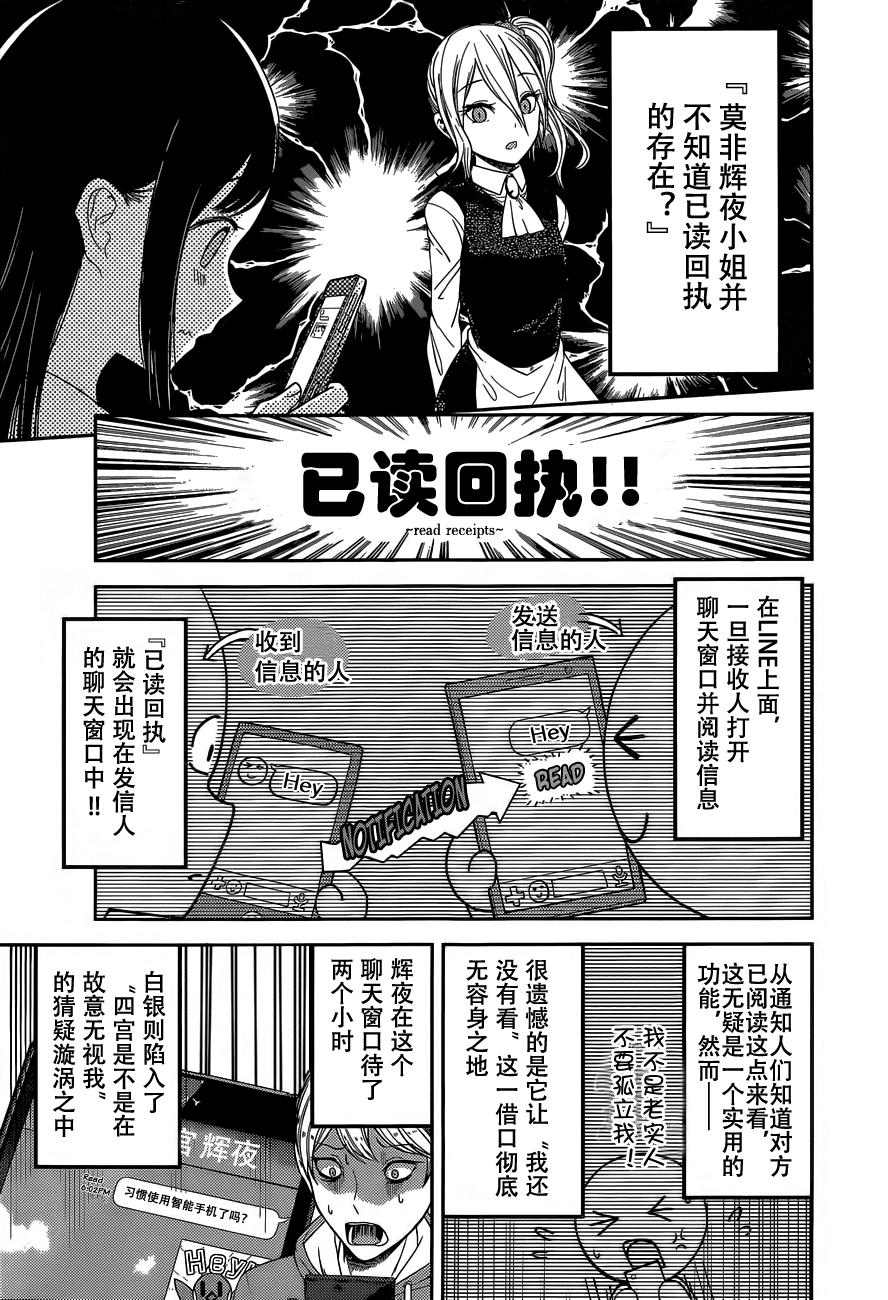 『莫非辉夜小姐并
不知道已读回执
的存在？』
已读回执!!
~read receipts~
在LINE上面，
一旦接收人打开
聊天窗口并阅读信息
发送
信息的人
收到
信息的人
Hey
READ
Hey
NOTIFICATION
『已读回执』
就会出现在发信人
的聊天窗口中!!
从通知人们知道对方
已阅读这点来看，
这无疑是一个实用的
功能，然而——
我不是老实人
不要孤立我！
很遗憾的是它让“我还
没有看”这一借口彻底
无容身之地
辉夜在这个
聊天窗口待了
两个小时
白银则陷入了
“四宫是不是在
故意无视我”
的猜疑漩涡之中
宫辉夜
Read
6:02PM
习惯使用智能手机了吗？
Hey!